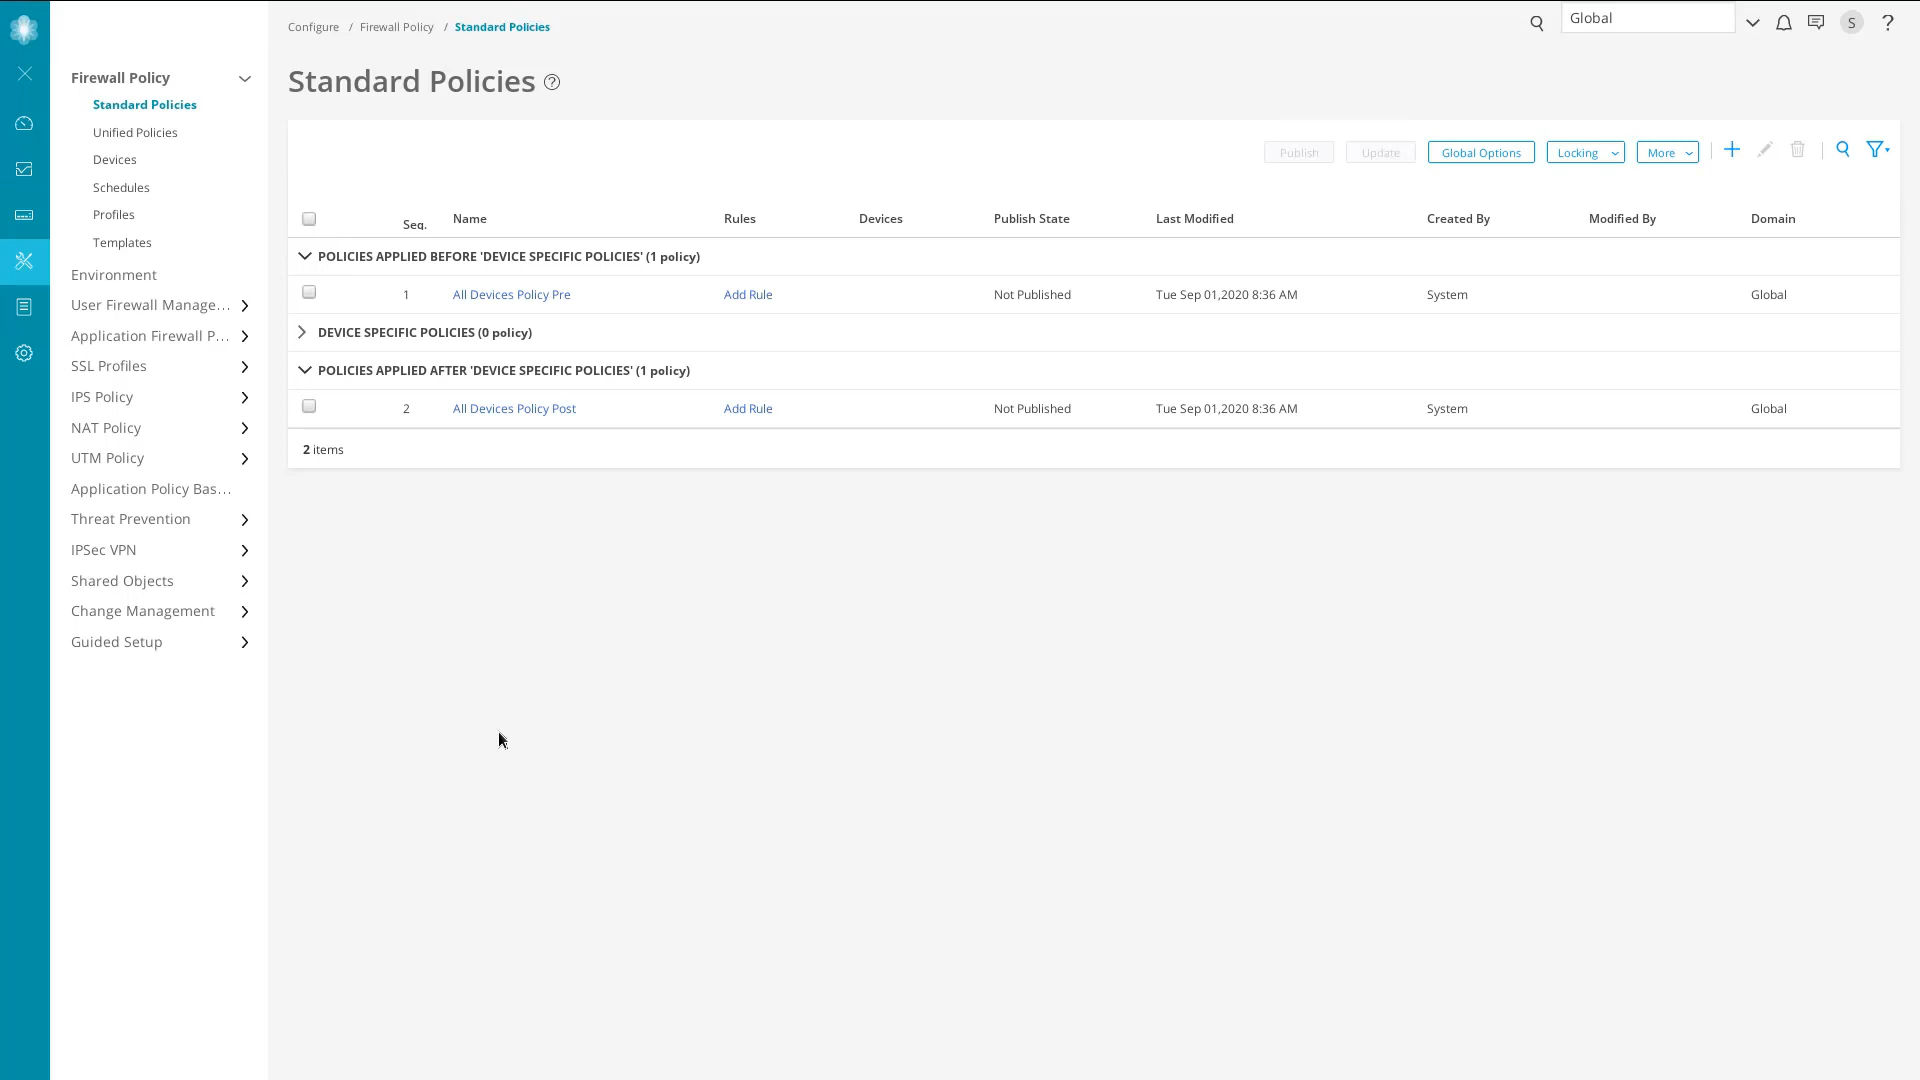 Configure / Firewall Policy / Standard Policies
Global
S
?
Standard Policies ?
Firewall Policy
Standard Policies
Unified Policies
Devices
Schedules
Profiles
Templates
Environment
User Firewall Manage...
Application Firewall P...
SSL Profiles
IPS Policy
NAT Policy
UTM Policy
Application Policy Bas...
Threat Prevention
IPSec VPN
Shared Objects
Change Management
Guided Setup
Publish Update Global Options Locking More
Seq. Name Rules Devices Publish State Last Modified Created By Modified By Domain
POLICIES APPLIED BEFORE 'DEVICE SPECIFIC POLICIES' (1 policy)
1 All Devices Policy Pre Add Rule Not Published Tue Sep 01,2020 8:36 AM System Global
DEVICE SPECIFIC POLICIES (0 policy)
POLICIES APPLIED AFTER 'DEVICE SPECIFIC POLICIES' (1 policy)
2 All Devices Policy Post Add Rule Not Published Tue Sep 01,2020 8:36 AM System Global
2 items